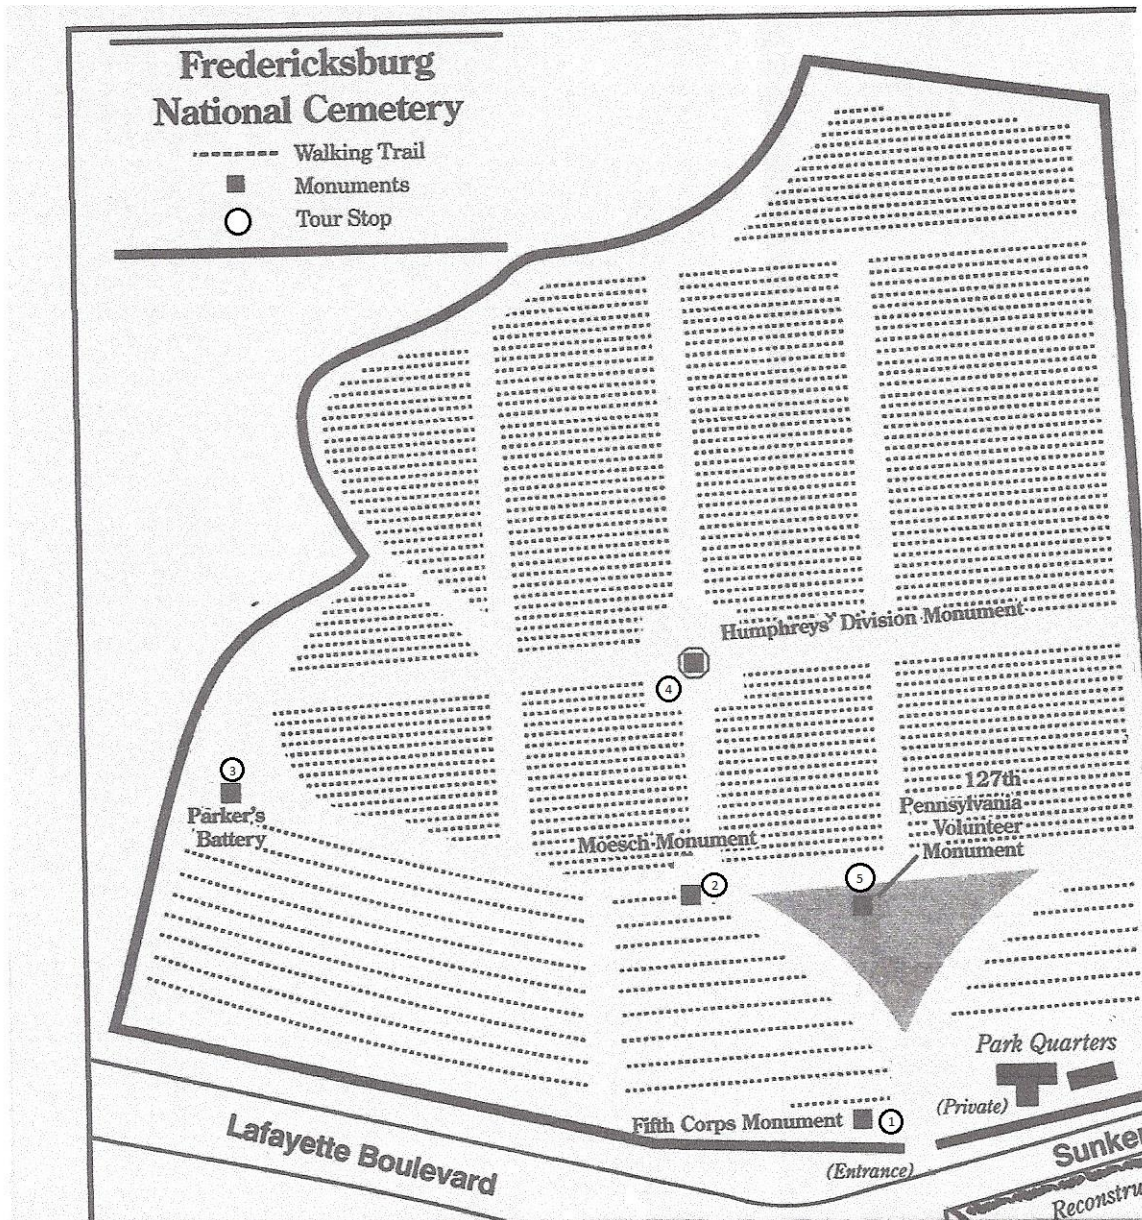 Fredericksburg
National Cemetery
Walking Trail
Monuments
Tour Stop
Humphreys' Division Monument
4
3
Parker's
Battery
127th
Pennsylvania
Volunteer
Monument
Moesch Monument
2
5
Park Quarters
(Private)
Fifth Corps Monument
1
(Entrance)
Lafayette Boulevard
Sunken
Reconstru